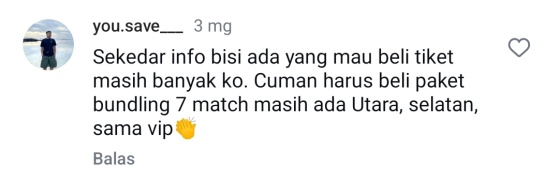 you.save___ 3 mg
Sekedar info bisi ada yang mau beli tiket
masih banyak ko. Cuman harus beli paket
bundling 7 match masih ada Utara, selatan,
sama vip👏
Balas